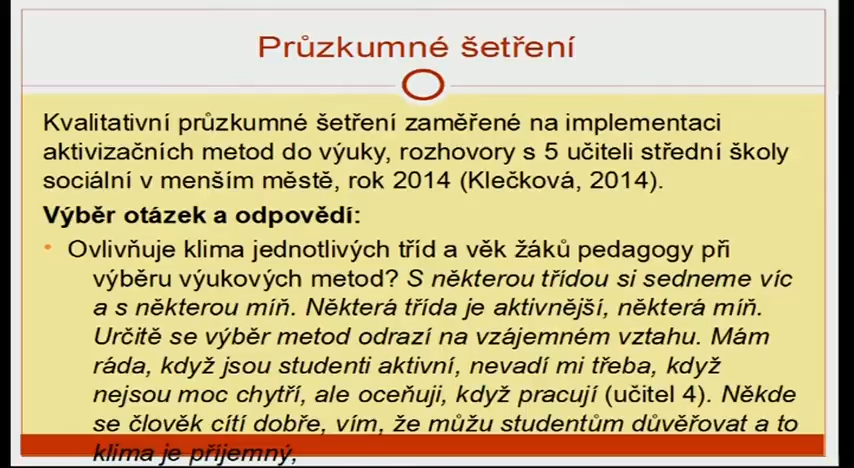 Průzkumné šetření
Kvalitativní průzkumné šetření zaměřené na implementaci
aktivizačních metod do výuky, rozhovory s 5 učiteli střední školy
sociální v menším městě, rok 2014 (Klečková, 2014).
Výběr otázek a odpovědí:
• Ovlivňuje klima jednotlivých tříd a věk žáků pedagogy při
výběru výukových metod? S některou třídou si sedneme víc
a s některou míň. Některá třída je aktivnější, některá míň.
Určitě se výběr metod odrazí na vzájemném vztahu. Mám
ráda, když jsou studenti aktivní, nevadí mi třeba, když
nejsou moc chytří, ale oceňuji, když pracují (učitel 4). Někde
se člověk cítí dobře, vím, že můžu studentům důvěřovat a to
klima je příjemný,